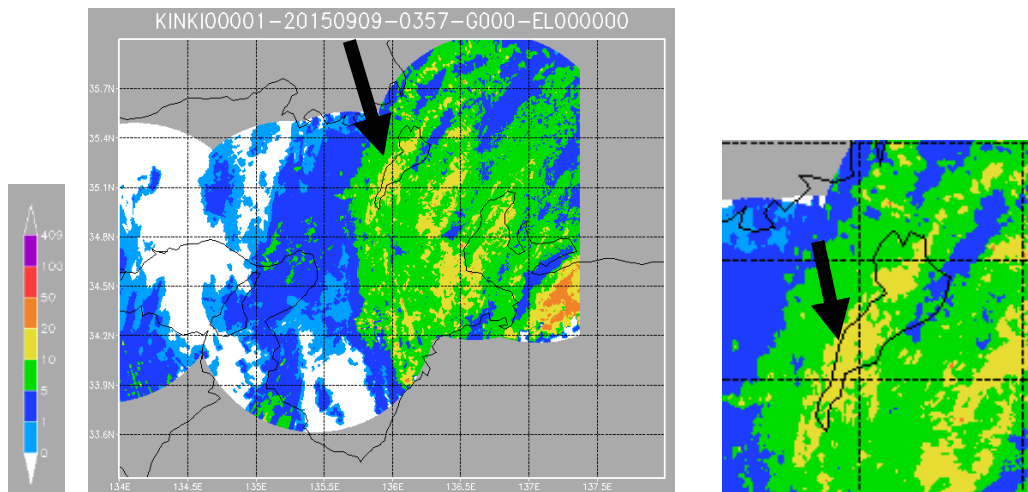 KINKI00001-20150909-0357-G000-EL000000
35.7N
35.4N
35.1N
34.8N
34.5N
34.2N
33.9N
33.6N
134E 134.5E 135E 135.5E 136E 136.5E 137E 137.5E
409
100
50
20
10
5
1
0